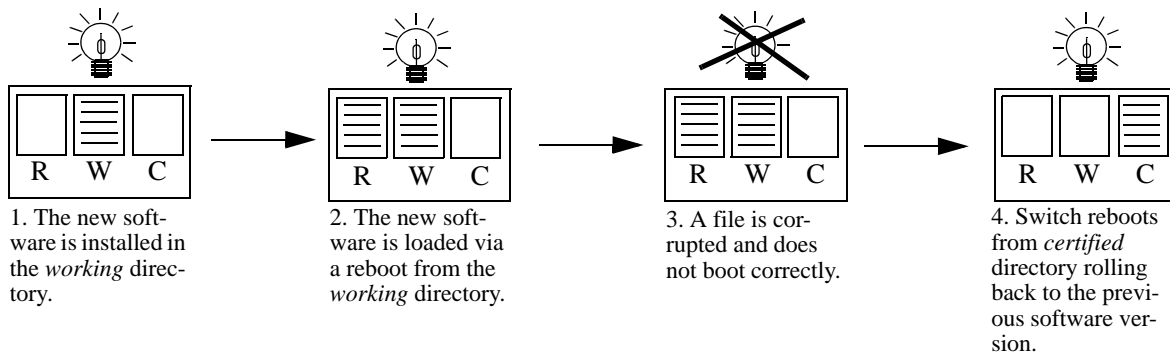 R W C
1. The new soft-
ware is installed in
the working direc-
tory.
R W C
2. The new soft-
ware is loaded via
a reboot from the
working directory.
R W C
3. A file is cor-
rupted and does
not boot correctly.
R W C
4. Switch reboots
from certified
directory rolling
back to the previ-
ous software ver-
sion.